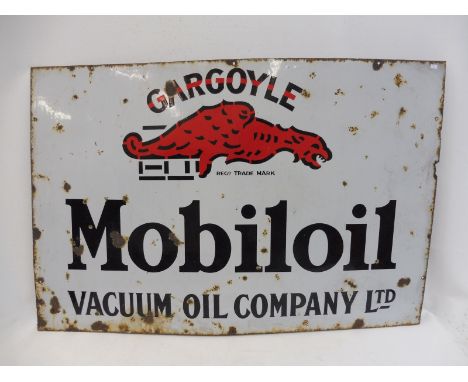 GARGOYLE
REGD TRADE MARK
Mobiloil
VACUUM OIL COMPANY LTD